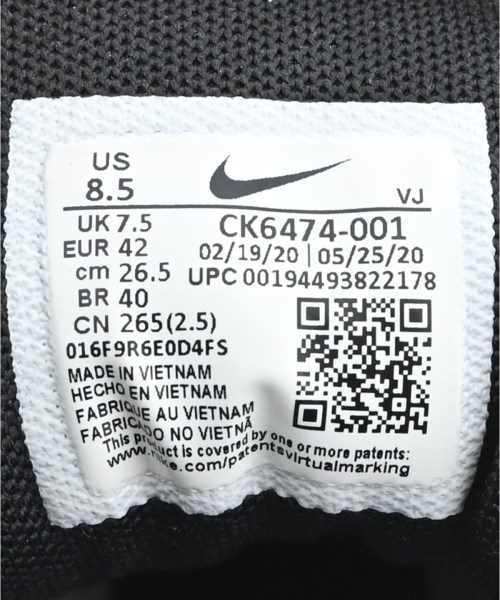 US
8.5
VJ
UK 7.5
EUR 42
cm 26.5
BR 40
CN 265(2.5)
016F9R6E0D4FS
CK6474-001
02/19/20 | 05/25/20
UPC 00194493822178
MADE IN VIETNAM
HECHO EN VIETNAM
FABRIQUE AU VIETNAM
FABRICADO NO VIETNÃ
This product is covered by one or more patents:
www.nike.com/patentsvirtualmarking